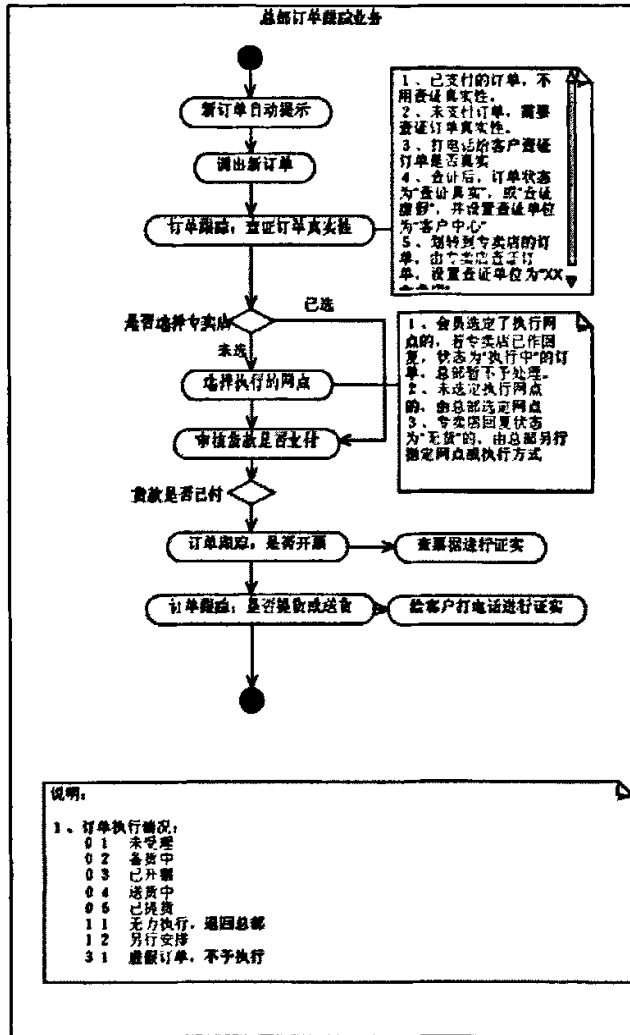 总部订单跟踪业务
新订单自动提示
调出新订单
订单跟踪：查证订单真实性
1、已支付的订单，不
用查证真实性。
2、未支付订单，需要
查证订单真实性。
3、打电话给客户查证
订单是否真实
4、查证后，订单状态
为“查证真实”，或“查证
虚假”，并设置查证单位
为“客户中心”
5、划转到专卖店的订
单，由专卖店查证订
单，设置查证单位为“XX
是否选择专卖店
已选
未选
选择执行的网点
审核货款是否支付
1、会员选定了执行网
点的，若专卖店已作回
复，状态为“执行中”的订
单，总部暂不予处理。
2、未选定执行网点
的，由总部选定网点
3、专卖店回复状态
为“无货”的，由总部另行
指定网点或执行方式
货款是否已付
订单跟踪，是否开票
查票据进行证实
订单跟踪；是否提货或送货
给客户打电话进行证实
说明：
1、订单执行情况：
01 未受理
02 备货中
03 已开票
04 送货中
05 已提货
11 无力执行，退回总部
12 另行安排
31 虚假订单，不予执行